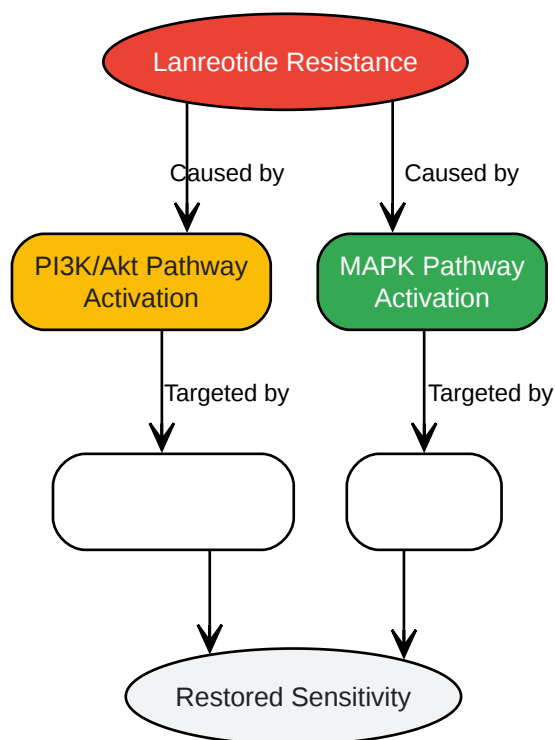 Lanreotide Resistance
Caused by
Caused by
PI3K/Akt Pathway
Activation
MAPK Pathway
Activation
Targeted by
Targeted by
Restored Sensitivity